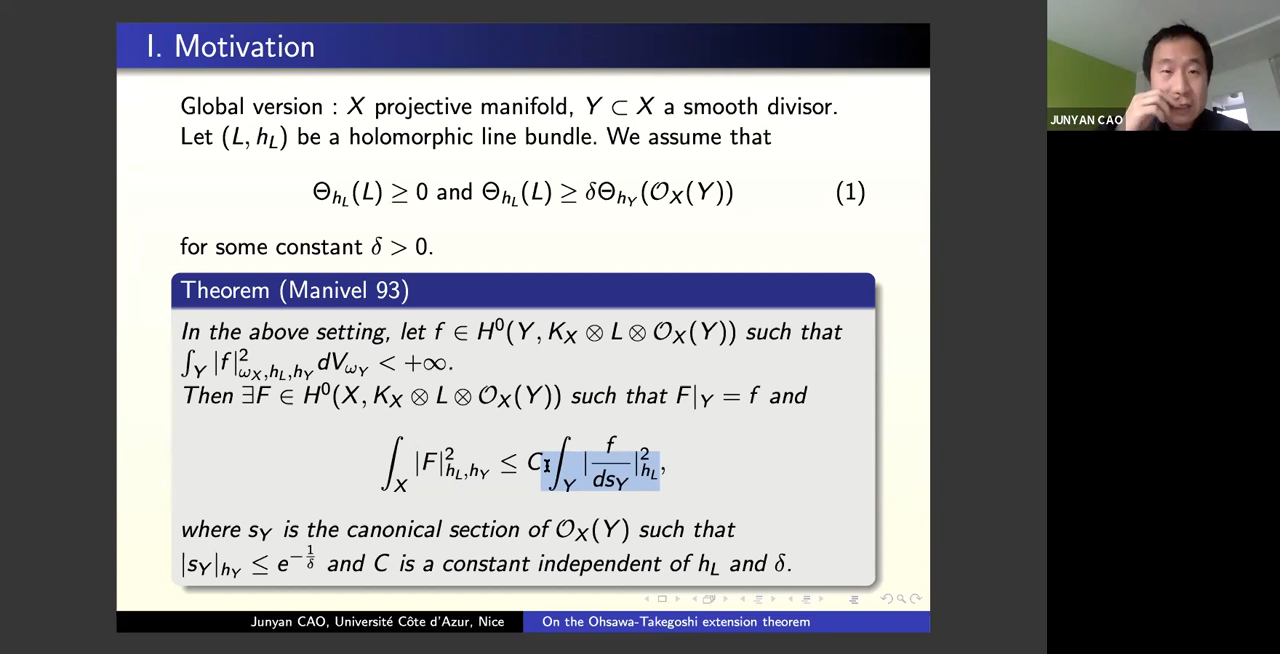 I. Motivation
JUNYAN CAO
Global version : X projective manifold, Y ⊂ X a smooth divisor.
Let (L, h_L) be a holomorphic line bundle. We assume that
Θ_{h_L}(L) ≥ 0 and Θ_{h_L}(L) ≥ δΘ_{h_Y}(𝒪_X(Y)) (1)
for some constant δ > 0.
Theorem (Manivel 93)
In the above setting, let f ∈ H^0(Y, K_X ⊗ L ⊗ 𝒪_X(Y)) such that
∫_Y |f|^2_{ω_X,h_L,h_Y} dV_{ω_Y} < +∞.
Then ∃F ∈ H^0(X, K_X ⊗ L ⊗ 𝒪_X(Y)) such that F|_Y = f and
∫_X |F|^2_{h_L,h_Y} ≤ C ∫_Y |f/ds_Y|^2_{h_L},
where s_Y is the canonical section of 𝒪_X(Y) such that
|s_Y|_{h_Y} ≤ e^{-1/δ} and C is a constant independent of h_L and δ.
Junyan CAO, Université Côte d'Azur, Nice
On the Ohsawa-Takegoshi extension theorem